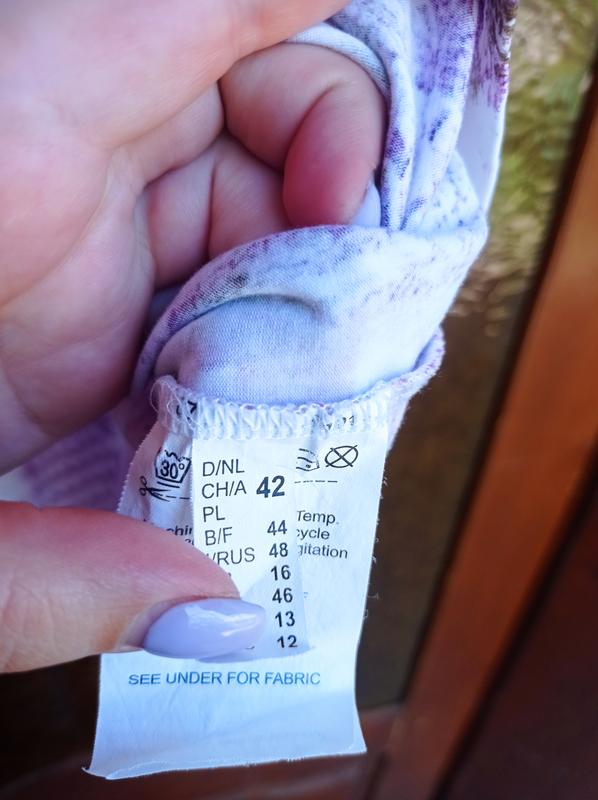 30°
D/NL
CH/A 42
PL
B/F 44
/RUS 48
16
46
13
12
Temp.
cycle
gitation
SEE UNDER FOR FABRIC